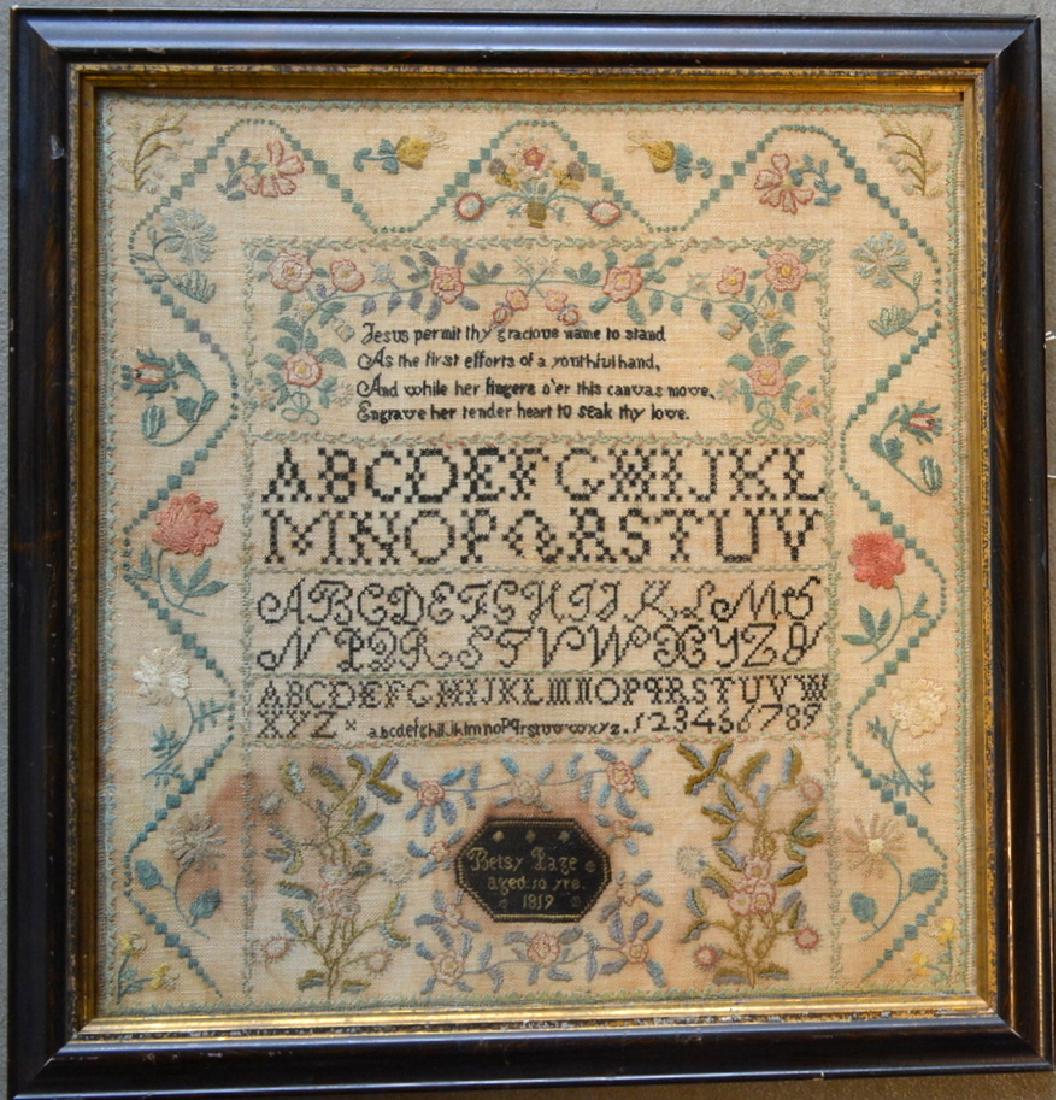 Jesus permit thy gracious name to stand
As the first efforts of a youthful hand,
And while her fingers o'er this canvas move,
Engrave her tender heart to seak thy love.
ABCDEFGHIJKL
MNOPQRSTUV
ABCDEFGHIJKLMO
NPQRSTVWXYZ&
ABCDEFGHIJKLMNOPQRSTUVW
XYZ x abcdefghijklmnopqrstuvwxyz. 123456789
Betsy Page
aged 10 yrs.
1819